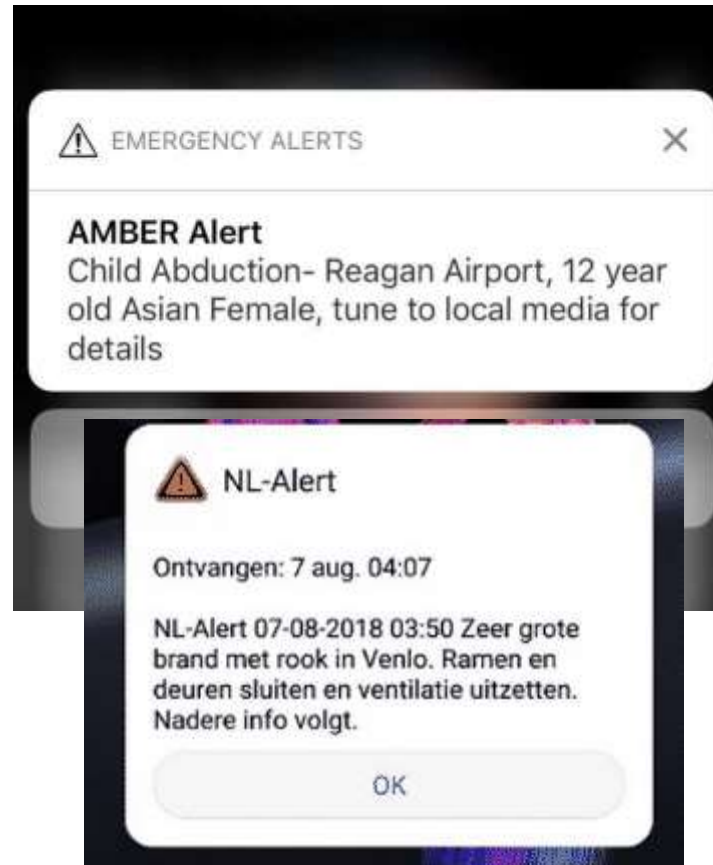 EMERGENCY ALERTS
AMBER Alert
Child Abduction- Reagan Airport, 12 year
old Asian Female, tune to local media for
details
NL-Alert
Ontvangen: 7 aug. 04:07
NL-Alert 07-08-2018 03:50 Zeer grote
brand met rook in Venlo. Ramen en
deuren sluiten en ventilatie uitzetten.
Nadere info volgt.
OK